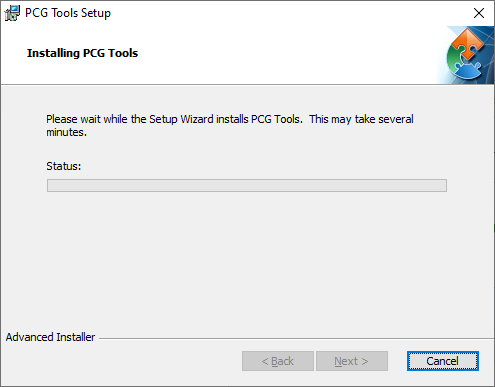 PCG Tools Setup
Installing PCG Tools
Please wait while the Setup Wizard installs PCG Tools.  This may take several
minutes.
Status:
Advanced Installer
< Back
Next >
Cancel